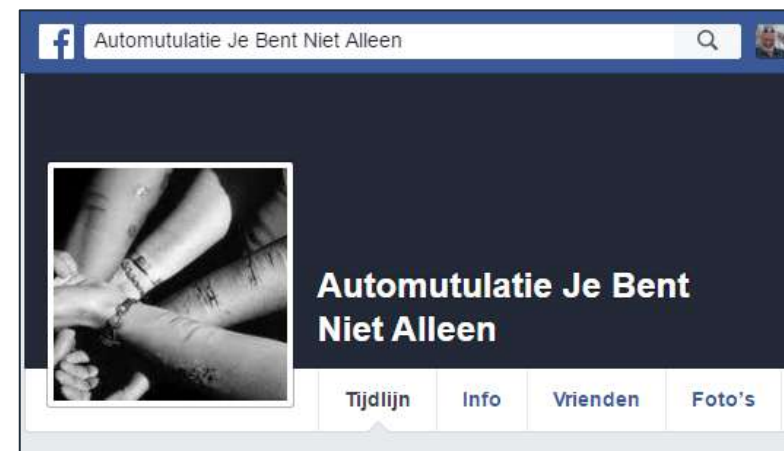 f Automutulatie Je Bent Niet Alleen
Automutulatie Je Bent
Niet Alleen
Tijdlijn Info Vrienden Foto's